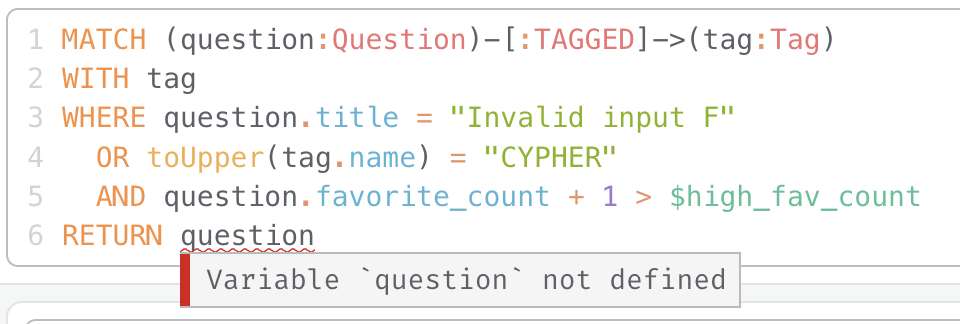 1 MATCH (question:Question)-[:TAGGED]->(tag:Tag)
2 WITH tag
3 WHERE question.title = "Invalid input F"
4   OR toUpper(tag.name) = "CYPHER"
5   AND question.favorite_count + 1 > $high_fav_count
6 RETURN question
Variable `question` not defined